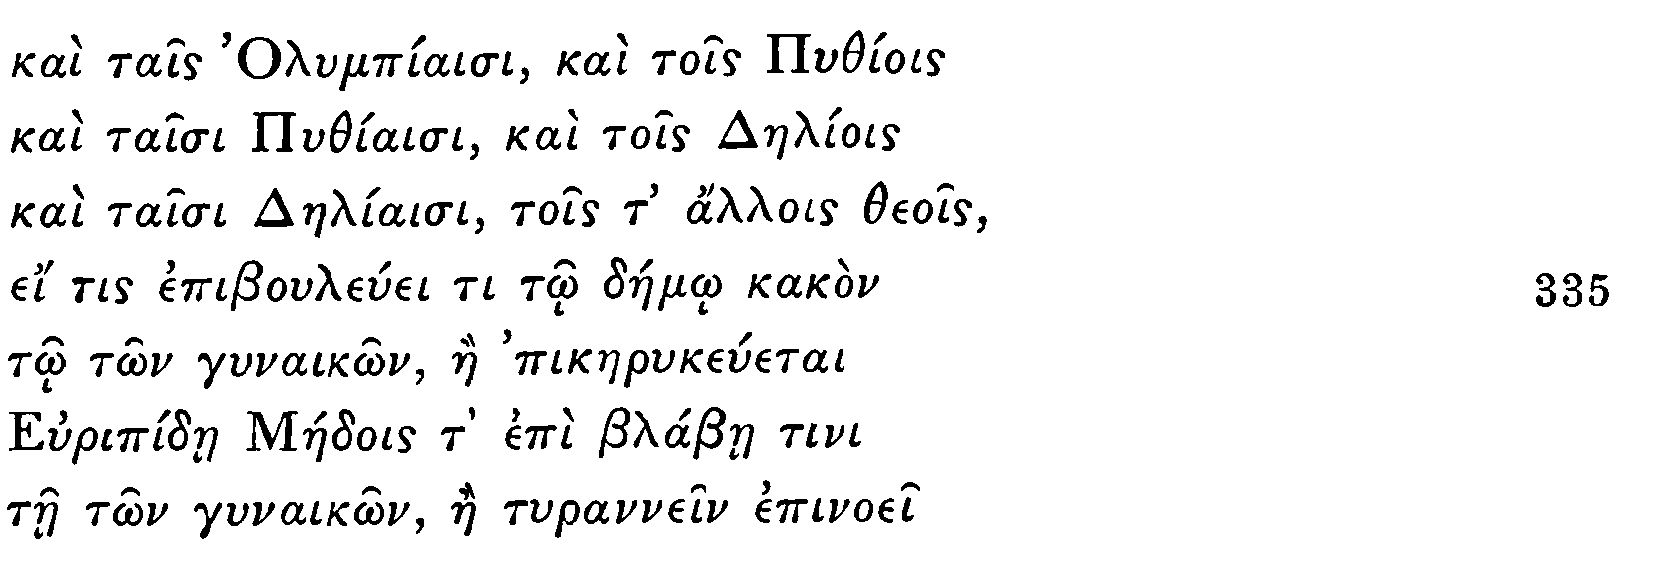 καὶ ταῖς Ὀλυμπίαισι, καὶ τοῖς Πυθίοις
καὶ ταῖσι Πυθίαισι, καὶ τοῖς Δηλίοις
καὶ ταῖσι Δηλίαισι, τοῖς τ’ ἄλλοις θεοῖς,
εἴ τις ἐπιβουλεύει τι τῷ δήμῳ κακὸν 335
τῷ τῶν γυναικῶν, ἢ ’πικηρυκεύεται
Εὐριπίδῃ Μήδοις τ’ ἐπὶ βλάβῃ τινι
τῇ τῶν γυναικῶν, ἢ τυραννεῖν ἐπινοεῖ